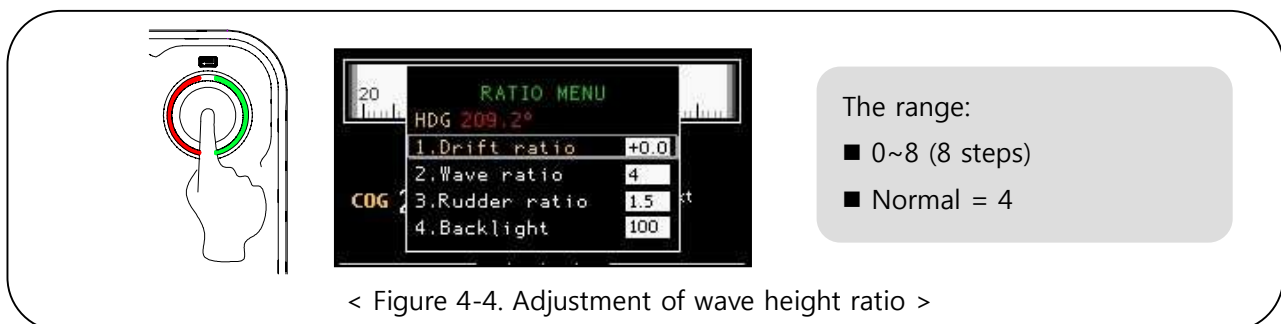 20
RATIO MENU
HDG 209.2°
1.Drift ratio +0.0
2.Wave ratio 4
COG 2
3.Rudder ratio 1.5
4.Backlight 100
The range:
■ 0~8 (8 steps)
■ Normal = 4
< Figure 4-4. Adjustment of wave height ratio >